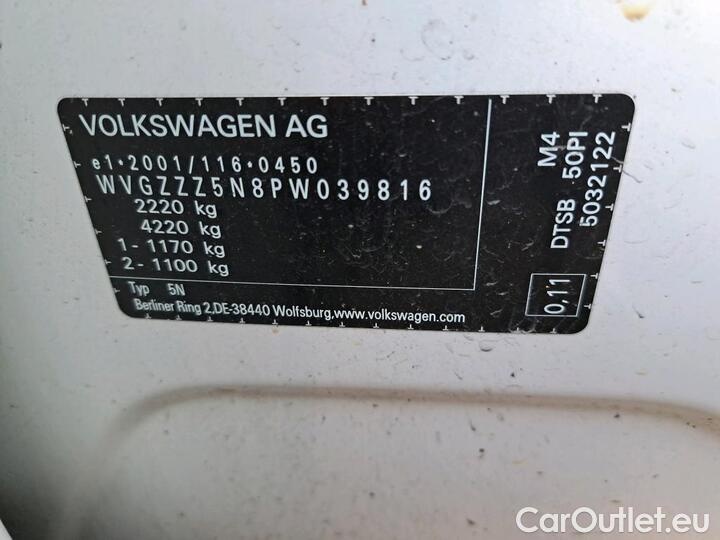 VOLKSWAGEN AG
e1*2001/116*0450
WVGZZZ5N8PW039816
2220 kg
4220 kg
1- 1170 kg
2- 1100 kg
Typ 5N
Berliner Ring 2,DE-38440 Wolfsburg,www.volkswagen.com
M4
DTSB 50PI
5032122
0,11
CarOutlet.eu